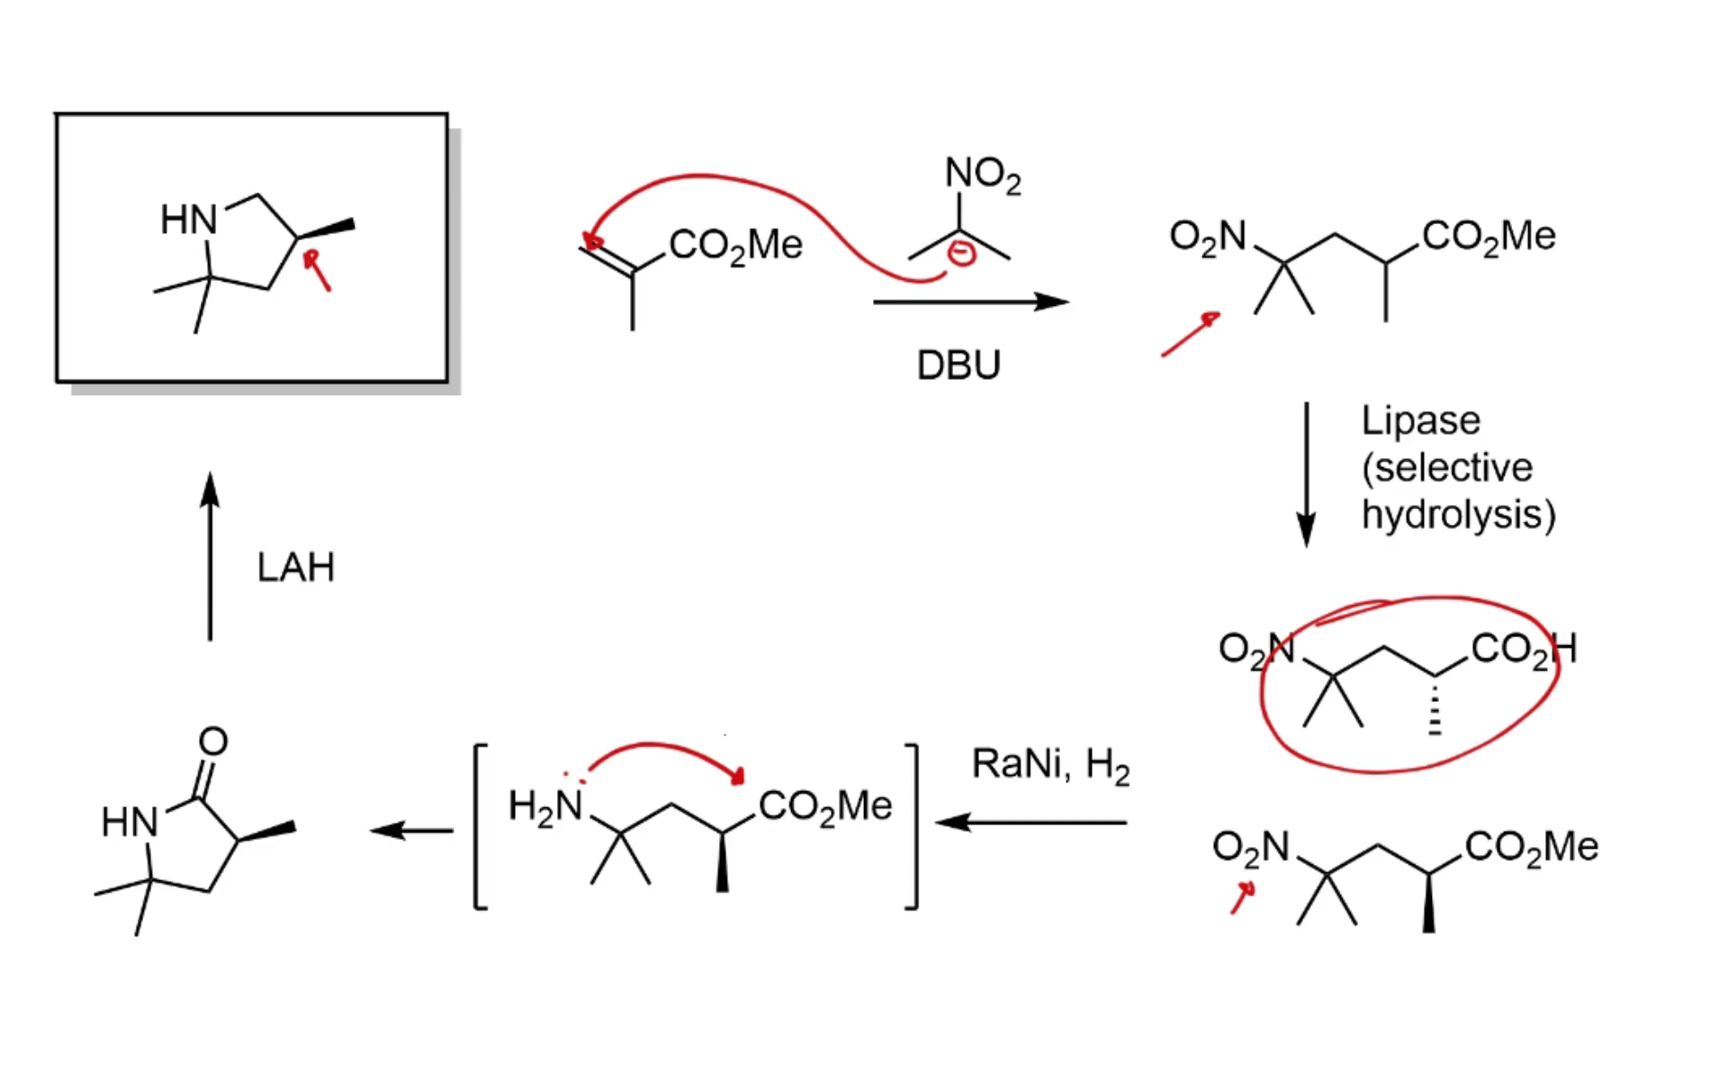 HN
CO2Me
NO2
DBU
O2N
CO2Me
Lipase
(selective
hydrolysis)
LAH
O2N
CO2H
O
HN
H2N
CO2Me
RaNi, H2
O2N
CO2Me